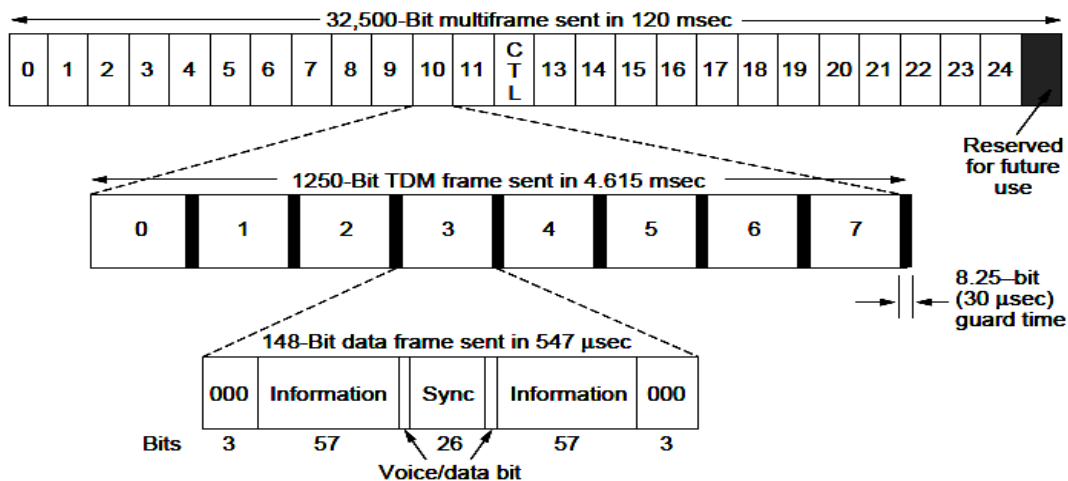 32,500-Bit multiframe sent in 120 msec
0 1 2 3 4 5 6 7 8 9 10 11 CTL 13 14 15 16 17 18 19 20 21 22 23 24
Reserved
for future
use
1250-Bit TDM frame sent in 4.615 msec
0 1 2 3 4 5 6 7
8.25–bit
(30 µsec)
guard time
148-Bit data frame sent in 547 µsec
000 Information Sync Information 000
Bits 3 57 26 57 3
Voice/data bit